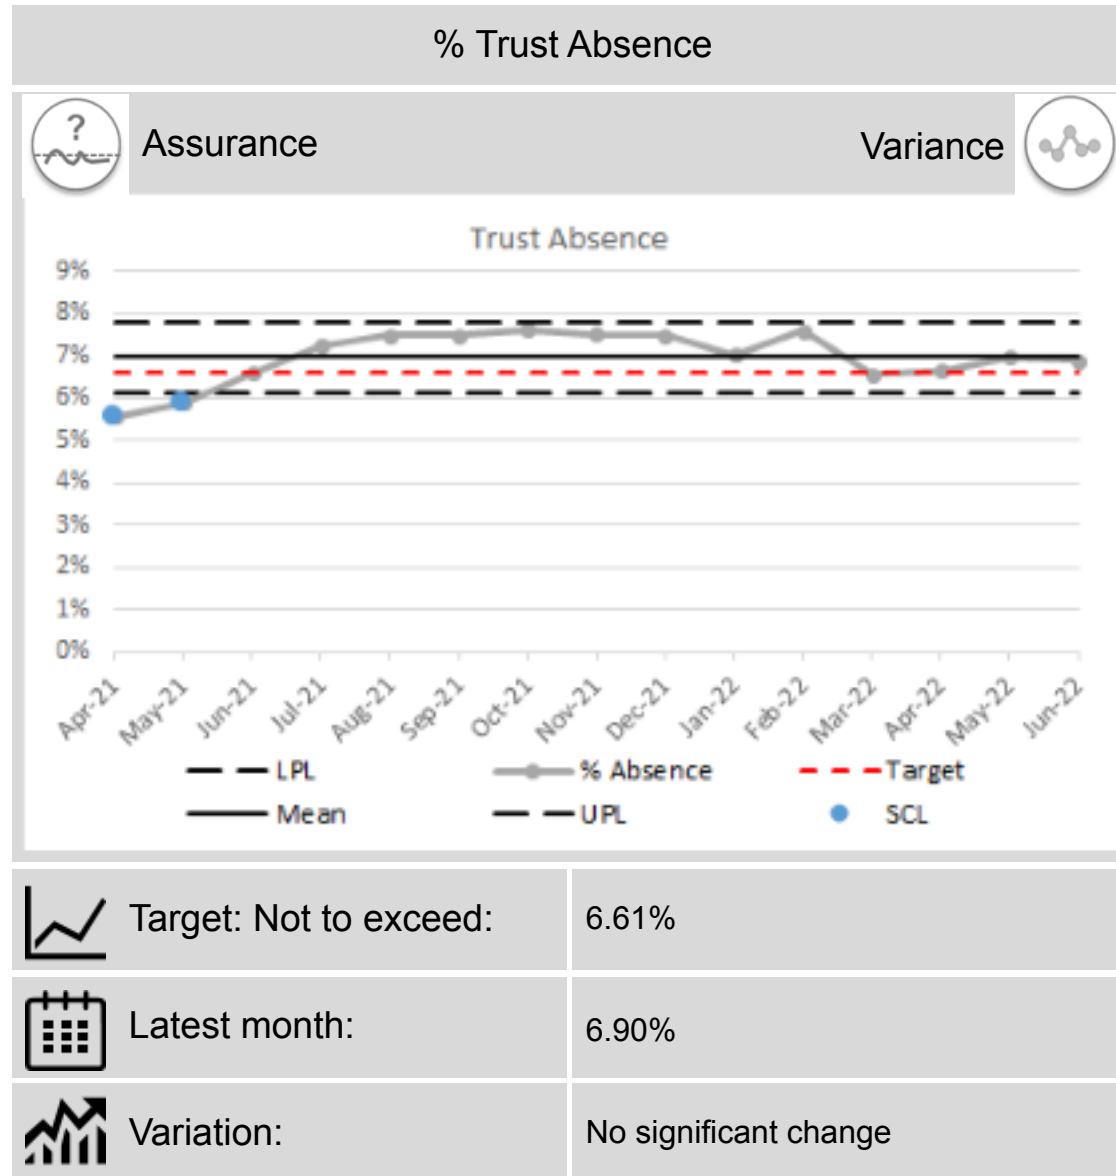 % Trust Absence
?
Assurance
Variance
Trust Absence
9%
8%
7%
6%
5%
4%
3%
2%
1%
0%
Apr-21
May-21
Jun-21
Jul-21
Aug-21
Sep-21
Oct-21
Nov-21
Dec-21
Jan-22
Feb-22
Mar-22
Apr-22
May-22
Jun-22
LPL % Absence Target
Mean UPL SCL
Target: Not to exceed: 6.61%
Latest month: 6.90%
Variation: No significant change